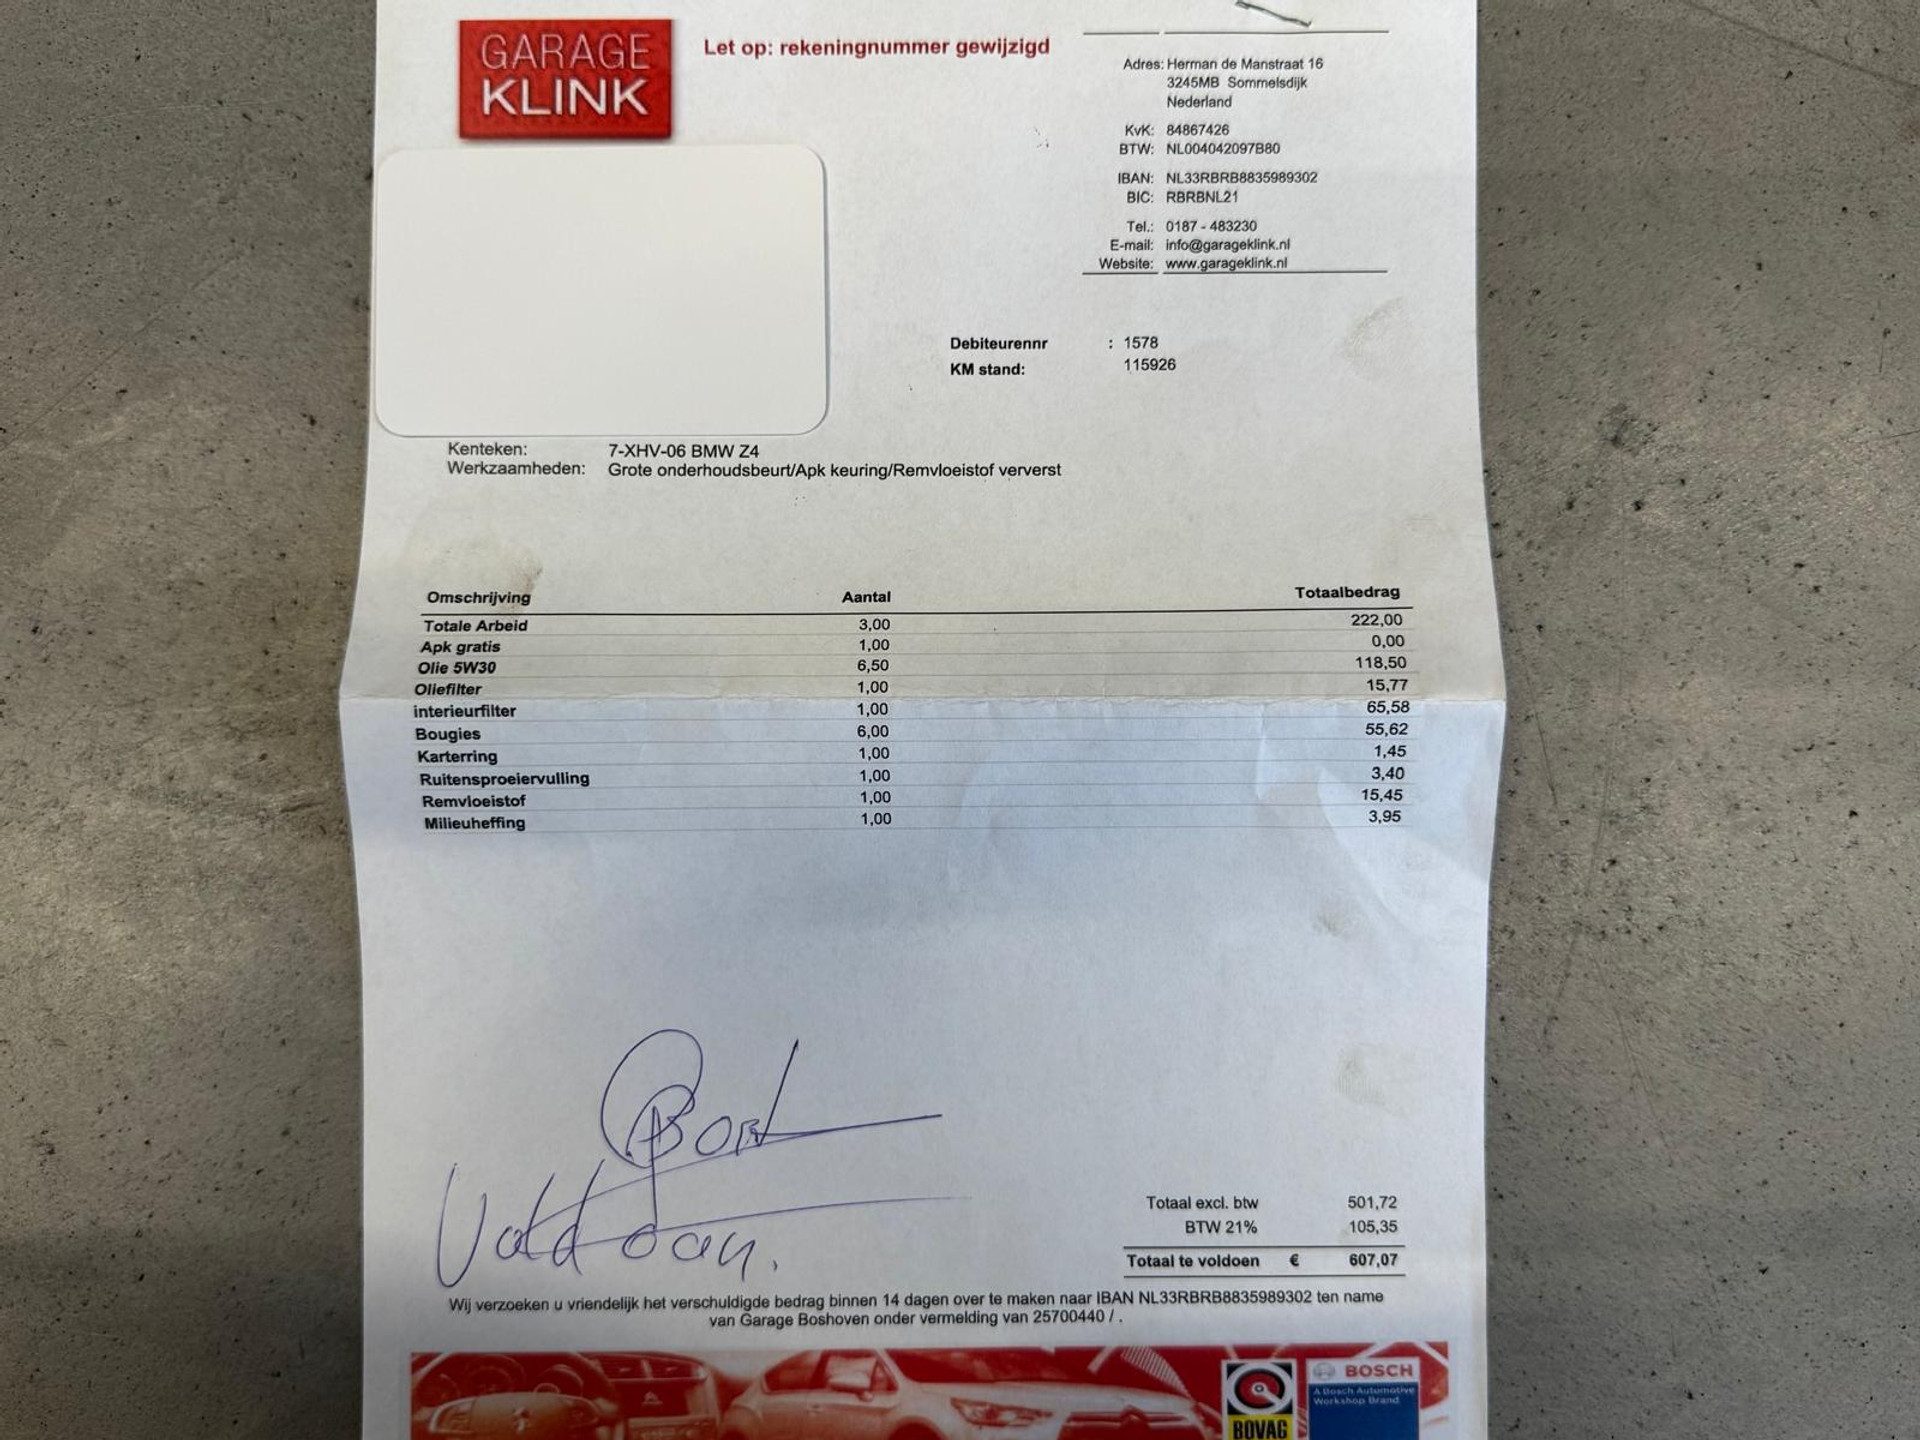 GARAGE
KLINK
Let op: rekeningnummer gewijzigd
Adres: Herman de Manstraat 16
3245MB Sommelsdijk
Nederland
KvK: 84867426
BTW: NL004042097B80
IBAN: NL33RBRB8835989302
BIC: RBRBNL21
Tel.: 0187 - 483230
E-mail: info@garageklink.nl
Website: www.garageklink.nl
Debiteurennr : 1578
KM stand: 115926
Kenteken: 7-XHV-06 BMW Z4
Werkzaamheden: Grote onderhoudsbeurt/Apk keuring/Remvloeistof ververst
Omschrijving Aantal Totaalbedrag
Totale Arbeid 3,00 222,00
Apk gratis 1,00 0,00
Olie 5W30 6,50 118,50
Oliefilter 1,00 15,77
interieurfilter 1,00 65,58
Bougies 6,00 55,62
Karterring 1,00 1,45
Ruitensproeiervulling 1,00 3,40
Remvloeistof 1,00 15,45
Milieuheffing 1,00 3,95
Voldaan.
Totaal excl. btw 501,72
BTW 21% 105,35
Totaal te voldoen € 607,07
Wij verzoeken u vriendelijk het verschuldigde bedrag binnen 14 dagen over te maken naar IBAN NL33RBRB8835989302 ten name
van Garage Boshoven onder vermelding van 25700440 / .
BOVAG
BOSCH
A Bosch Automotive
Workshop Brand